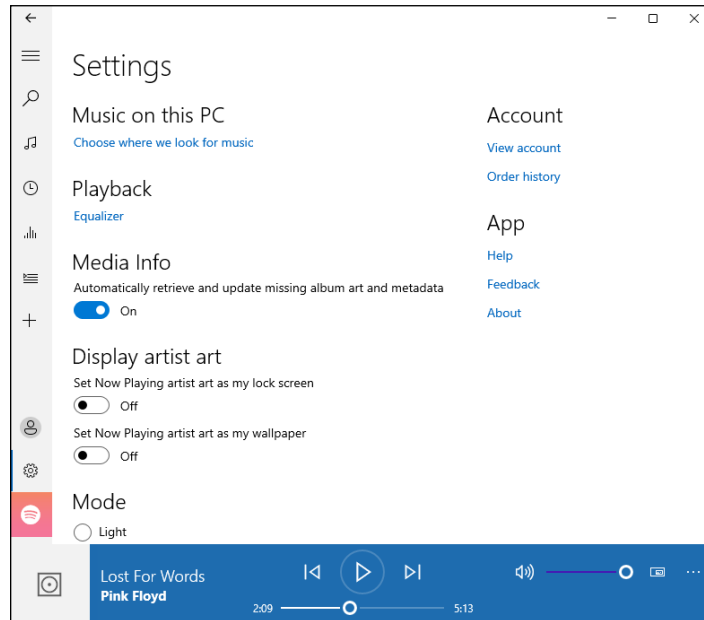 Settings
Music on this PC
Choose where we look for music
Playback
Equalizer
Media Info
Automatically retrieve and update missing album art and metadata
On
Display artist art
Set Now Playing artist art as my lock screen
Off
Set Now Playing artist art as my wallpaper
Off
Mode
Light
Account
View account
Order history
App
Help
Feedback
About
Lost For Words
Pink Floyd
2:09
5:13